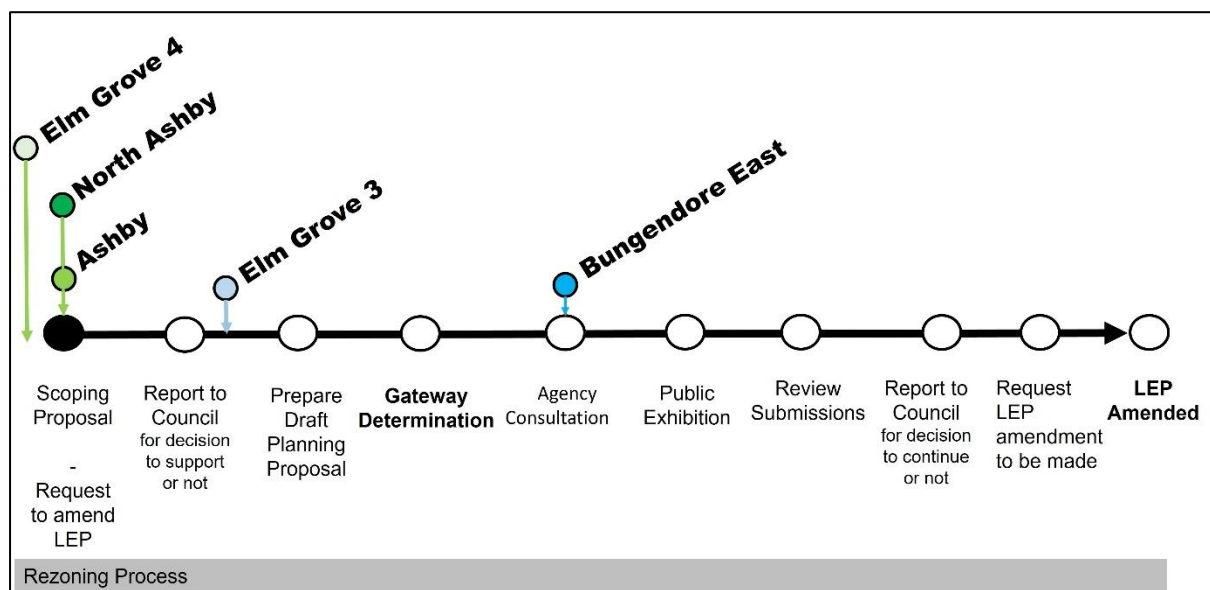 Elm Grove 4
North Ashby
Ashby
Elm Grove 3
Bungendore East
Scoping
Proposal
-
Request
to amend
LEP
Report to
Council
for decision
to support
or not
Prepare
Draft
Planning
Proposal
Gateway
Determination
Agency
Consultation
Public
Exhibition
Review
Submissions
Report to
Council
for decision
to continue
or not
Request
LEP
amendment
to be made
LEP
Amended
Rezoning Process